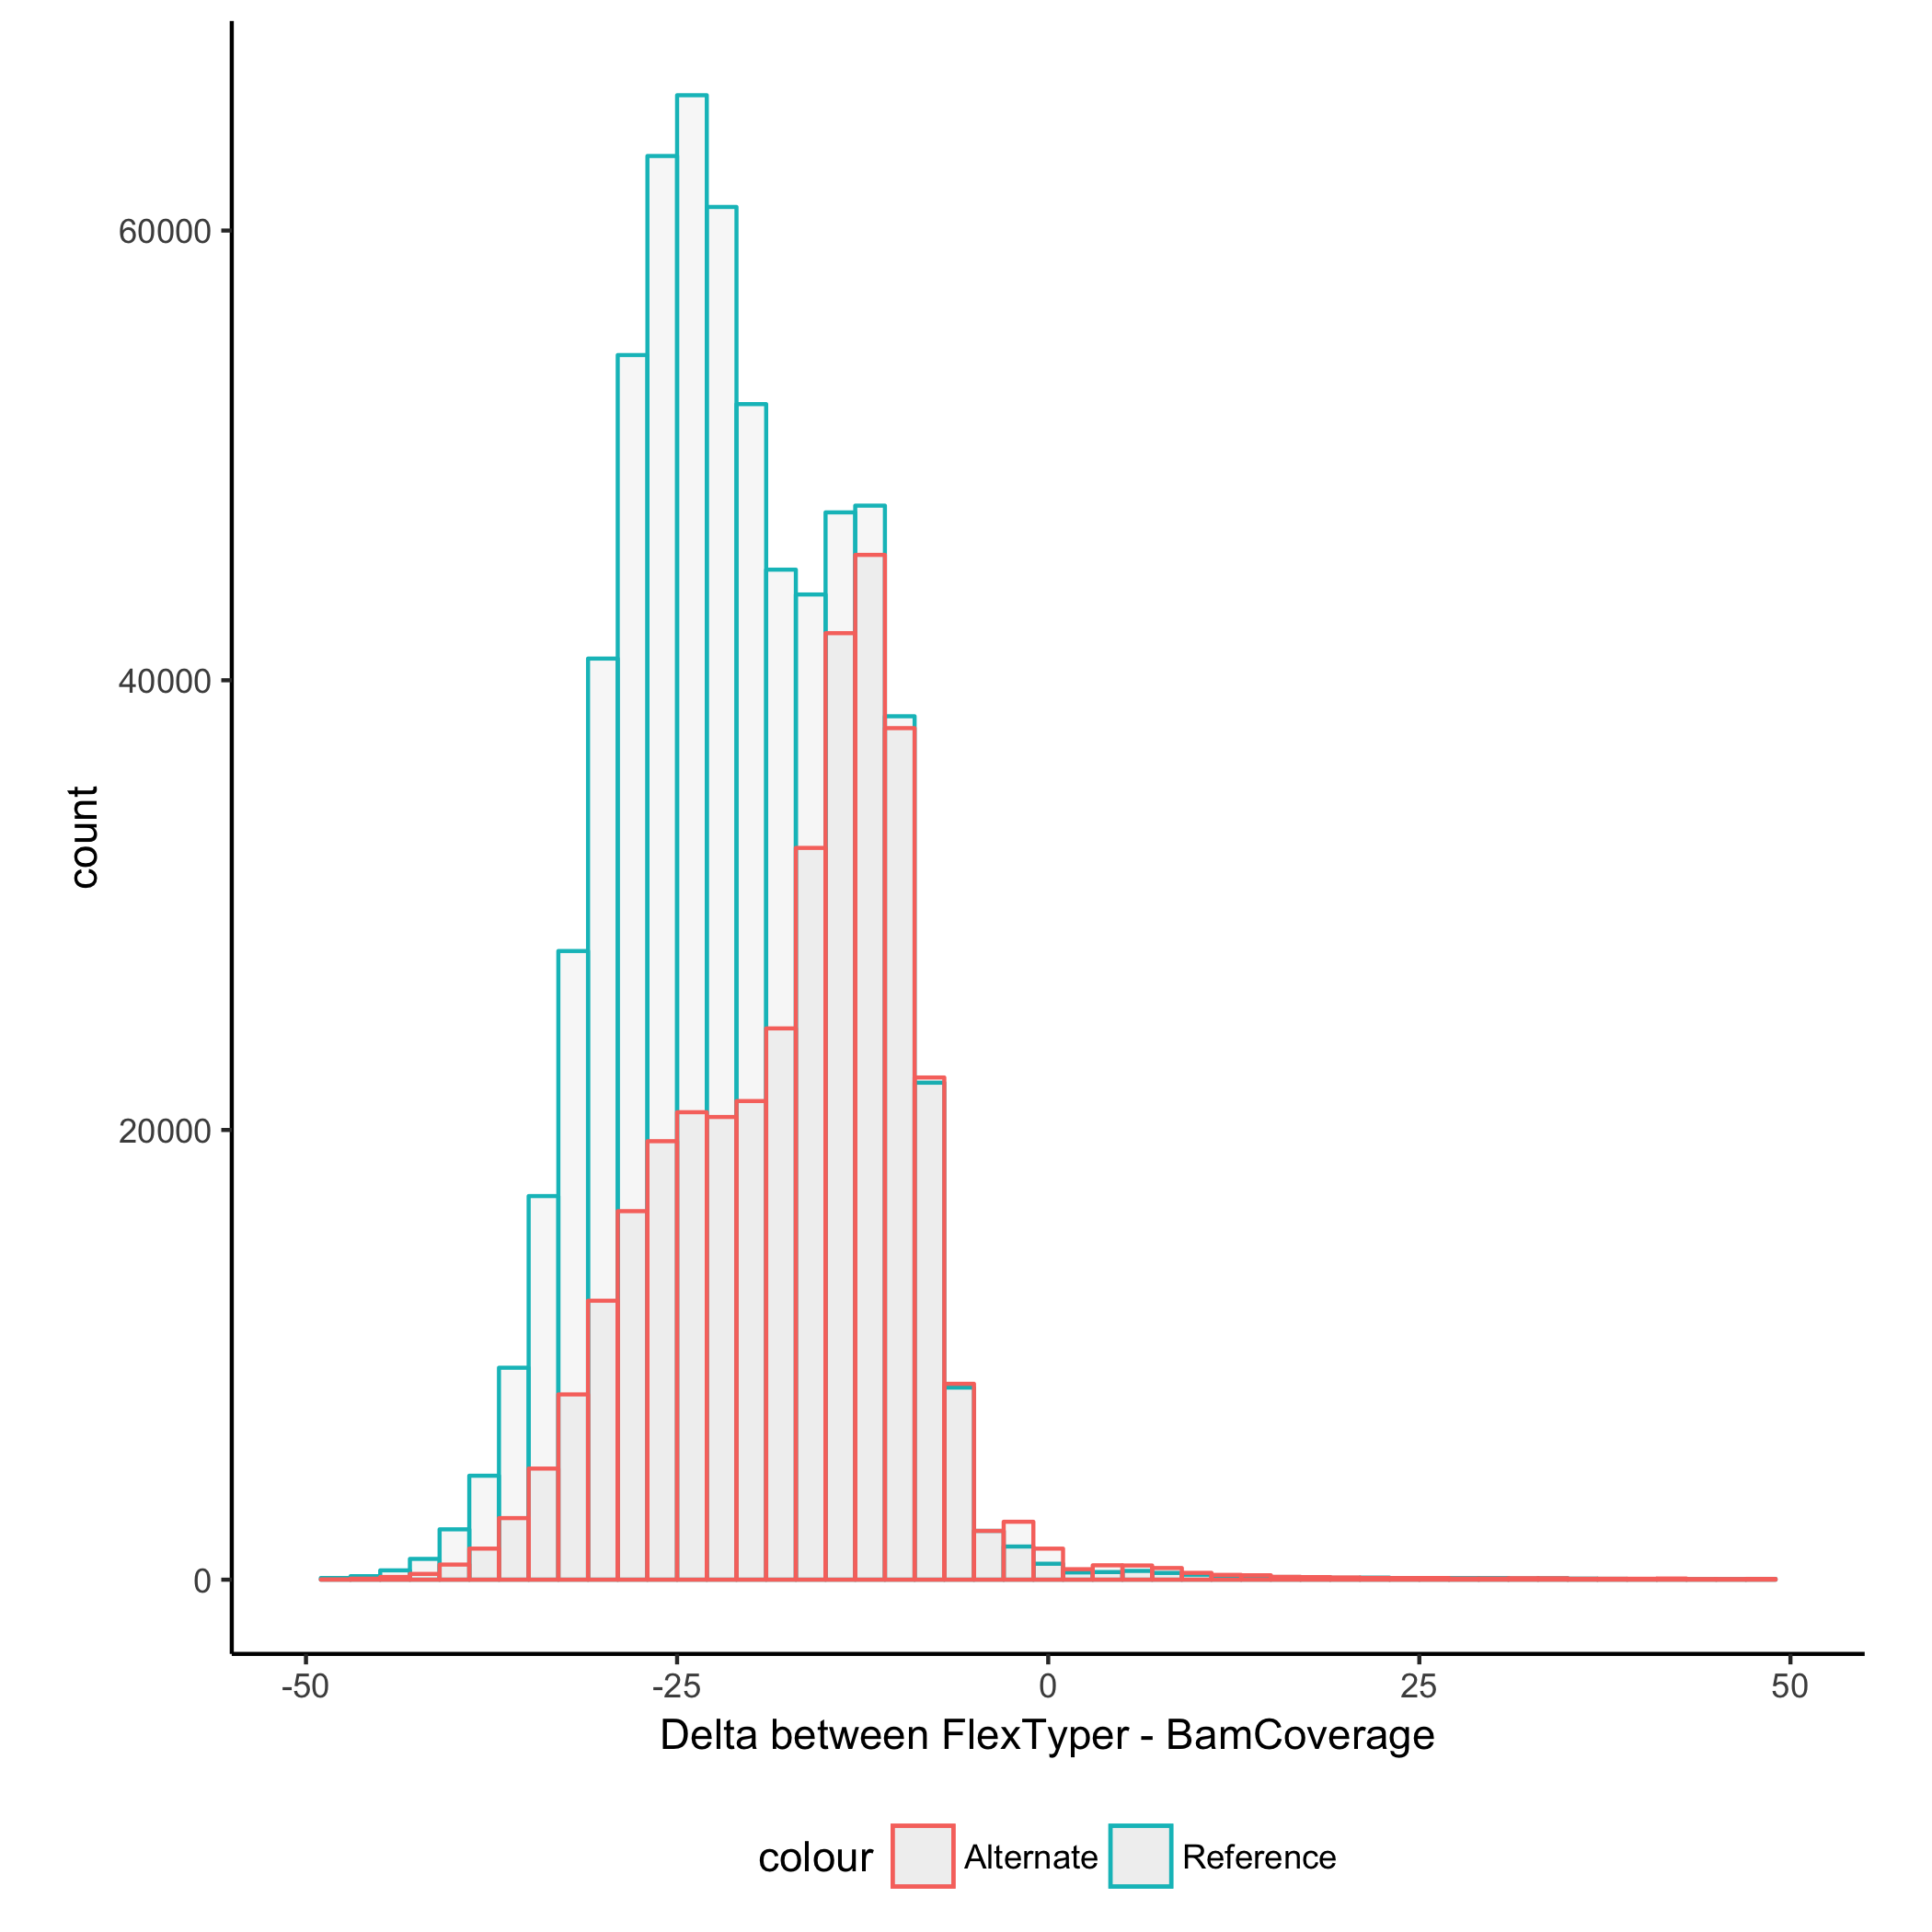 60000
40000
20000
0
count
-50 -25 0 25 50
Delta between FlexTyper - BamCoverage
colour Alternate Reference